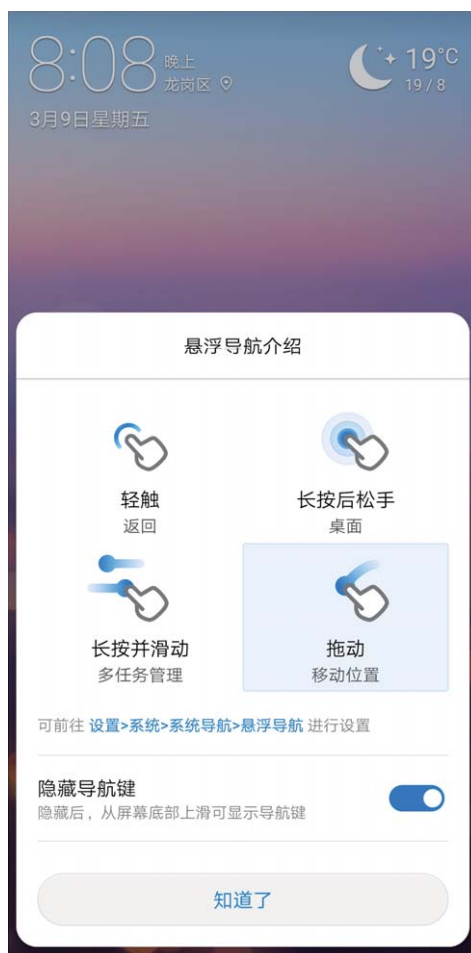 8:08 晚上
龙岗区
19°C
19/8
3月9日星期五
悬浮导航介绍
轻触
返回
长按后松手
桌面
长按并滑动
多任务管理
拖动
移动位置
可前往 设置>系统>系统导航>悬浮导航 进行设置
隐藏导航键
隐藏后，从屏幕底部上滑可显示导航键
知道了